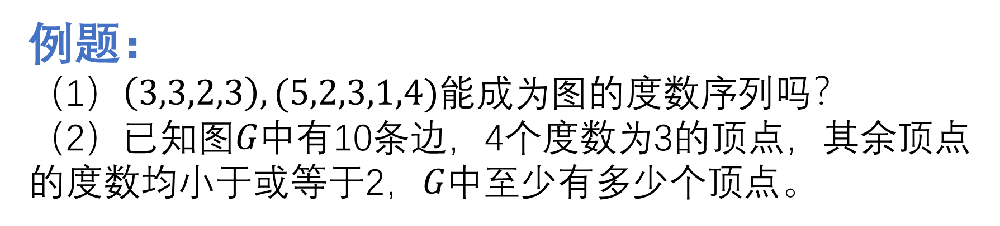 例题：
（1）(3,3,2,3),(5,2,3,1,4)能成为图的度数序列吗？
（2）已知图G中有10条边，4个度数为3的顶点，其余顶点
的度数均小于或等于2，G中至少有多少个顶点。